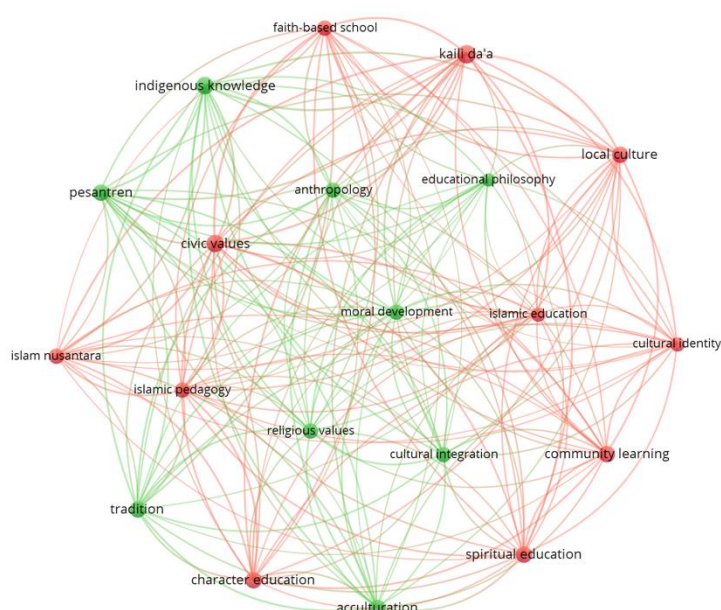 faith-based school
kaili da'a
indigenous knowledge
local culture
educational philosophy
pesantren
anthropology
civic values
moral development
islamic education
cultural identity
islam nusantara
islamic pedagogy
religious values
cultural integration
community learning
tradition
spiritual education
character education
acculturation